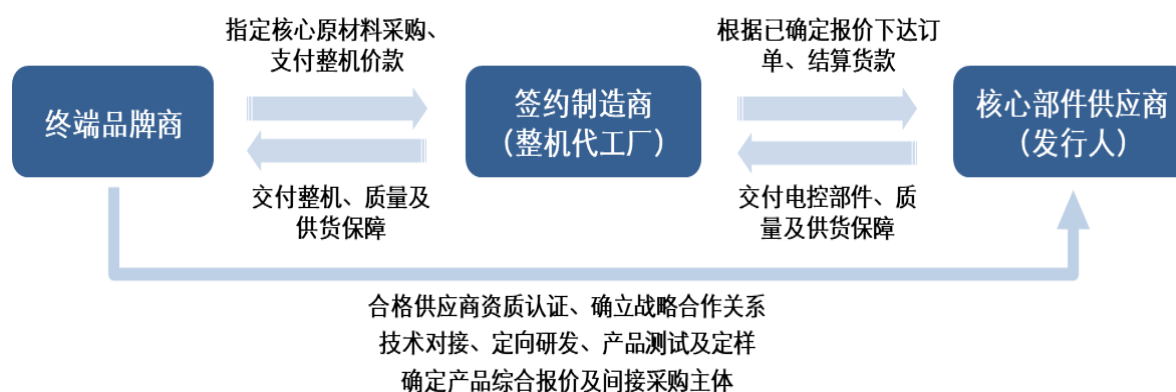 指定核心原材料采购、
支付整机价款
根据已确定报价下达订
单、结算货款
终端品牌商
签约制造商
（整机代工厂）
核心部件供应商
（发行人）
交付整机、质量及
供货保障
交付电控部件、质
量及供货保障
合格供应商资质认证、确立战略合作关系
技术对接、定向研发、产品测试及定样
确定产品综合报价及间接采购主体